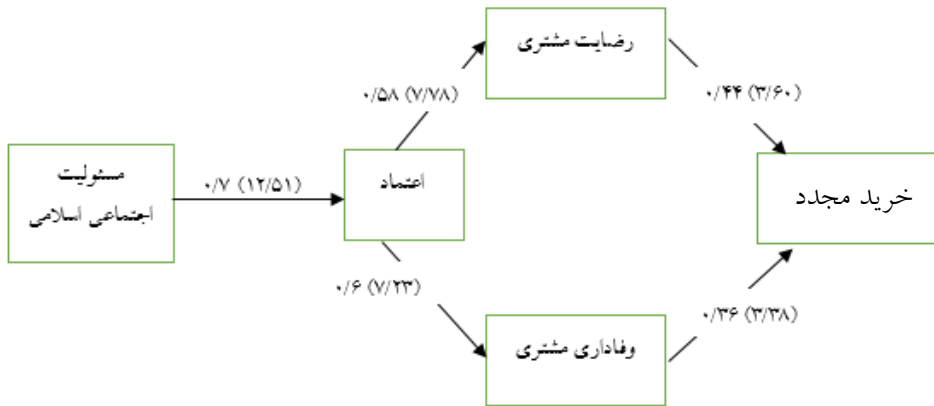 رضایت مشتری
۰/۵۸ (۷/۷۸)
۰/۴۴ (۳/۶۰)
مسئولیت
اجتماعی اسلامی
۰/۷ (۱۲/۵۱)
اعتماد
خرید مجدد
۰/۶ (۷/۲۳)
۰/۳۶ (۳/۳۸)
وفاداری مشتری